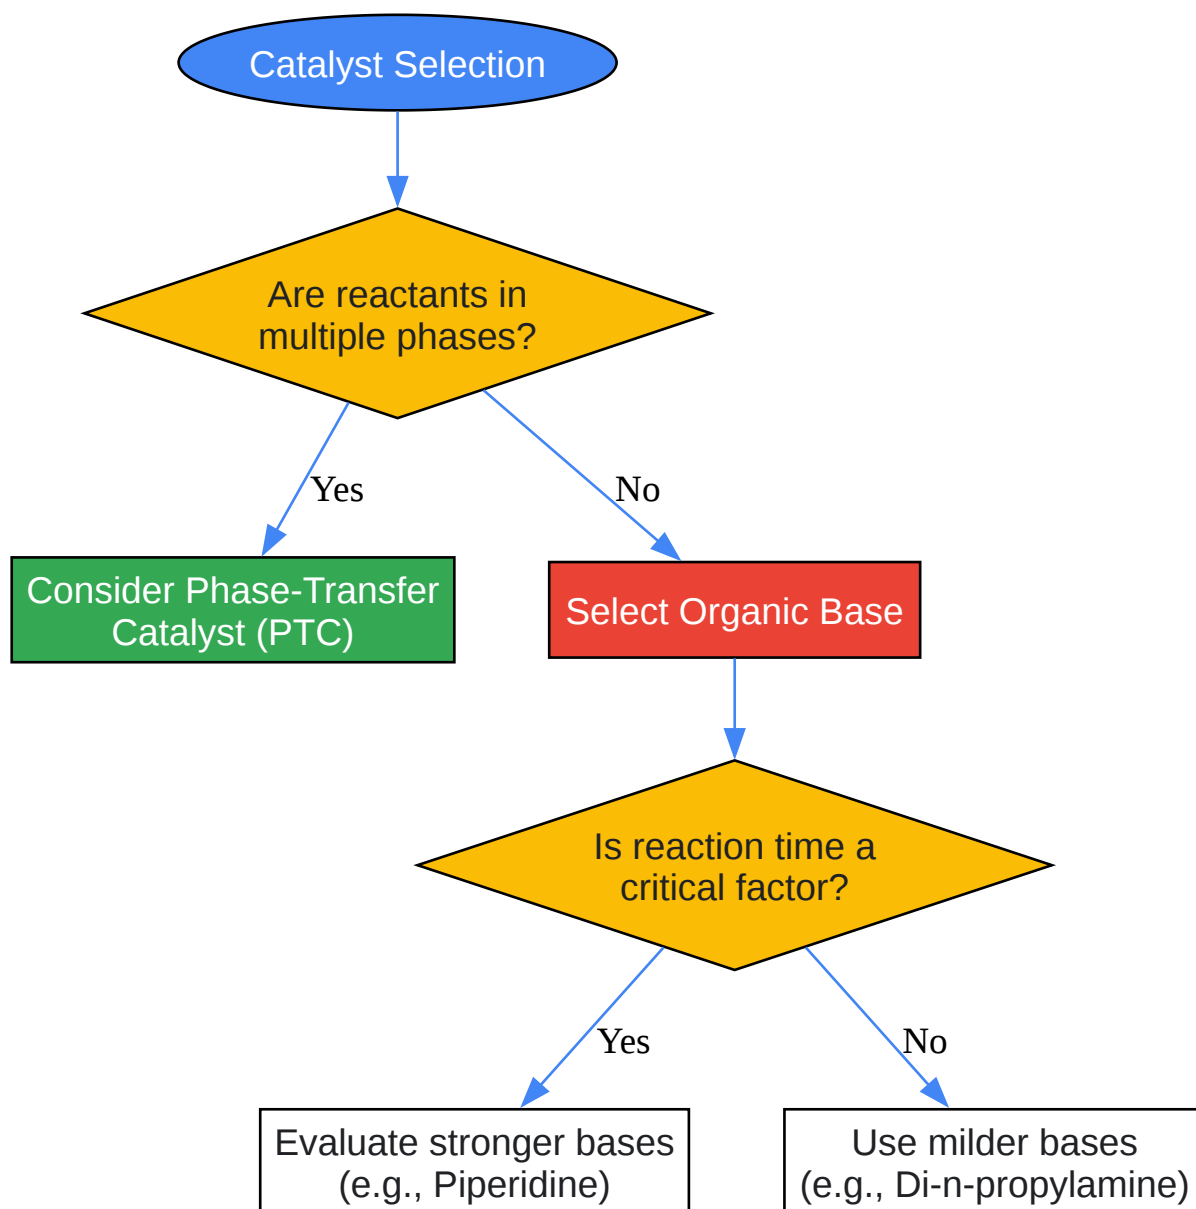 Catalyst Selection
Are reactants in
multiple phases?
Yes
No
Consider Phase-Transfer
Catalyst (PTC)
Select Organic Base
Is reaction time a
critical factor?
Yes
No
Evaluate stronger bases
(e.g., Piperidine)
Use milder bases
(e.g., Di-n-propylamine)